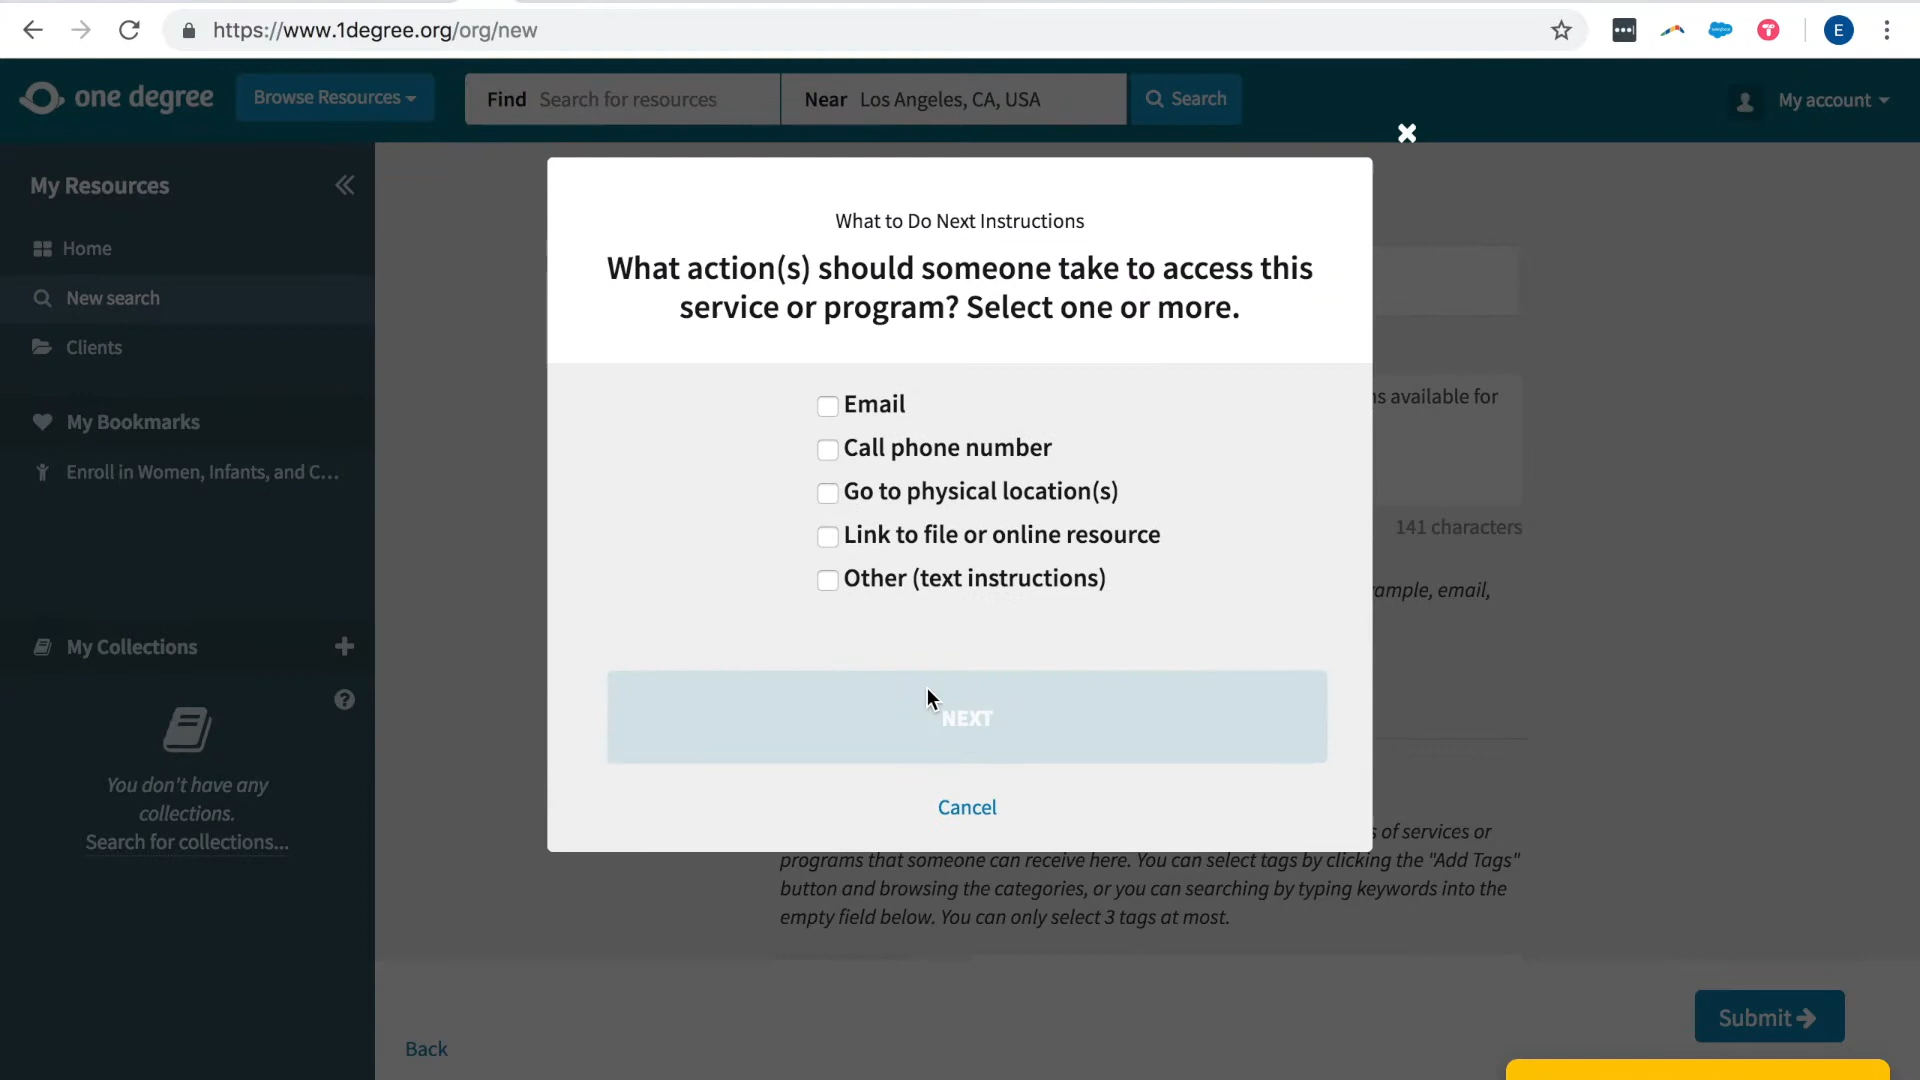 https://www.1degree.org/org/new
E
one degree
Browse Resources
Find Search for resources
Near Los Angeles, CA, USA
Search
My account
My Resources
Home
New search
Clients
My Bookmarks
Enroll in Women, Infants, and C...
My Collections
You don't have any
collections.
Search for collections...
What to Do Next Instructions
What action(s) should someone take to access this
service or program? Select one or more.
Email
Call phone number
Go to physical location(s)
Link to file or online resource
Other (text instructions)
NEXT
Cancel
available for
141 characters
email,
of services or
programs that someone can receive here. You can select tags by clicking the "Add Tags"
button and browsing the categories, or you can searching by typing keywords into the
empty field below. You can only select 3 tags at most.
Back
Submit